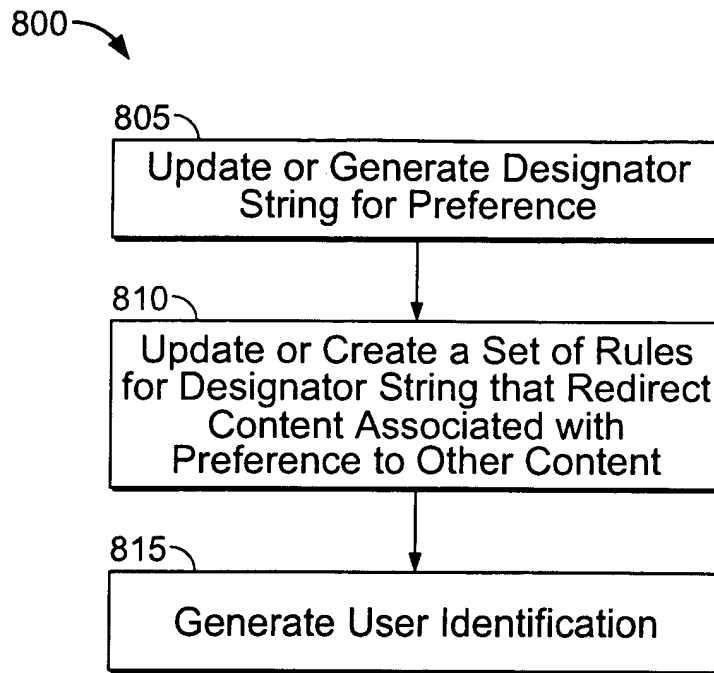 800
805
Update or Generate Designator
String for Preference
810
Update or Create a Set of Rules
for Designator String that Redirect
Content Associated with
Preference to Other Content
815
Generate User Identification